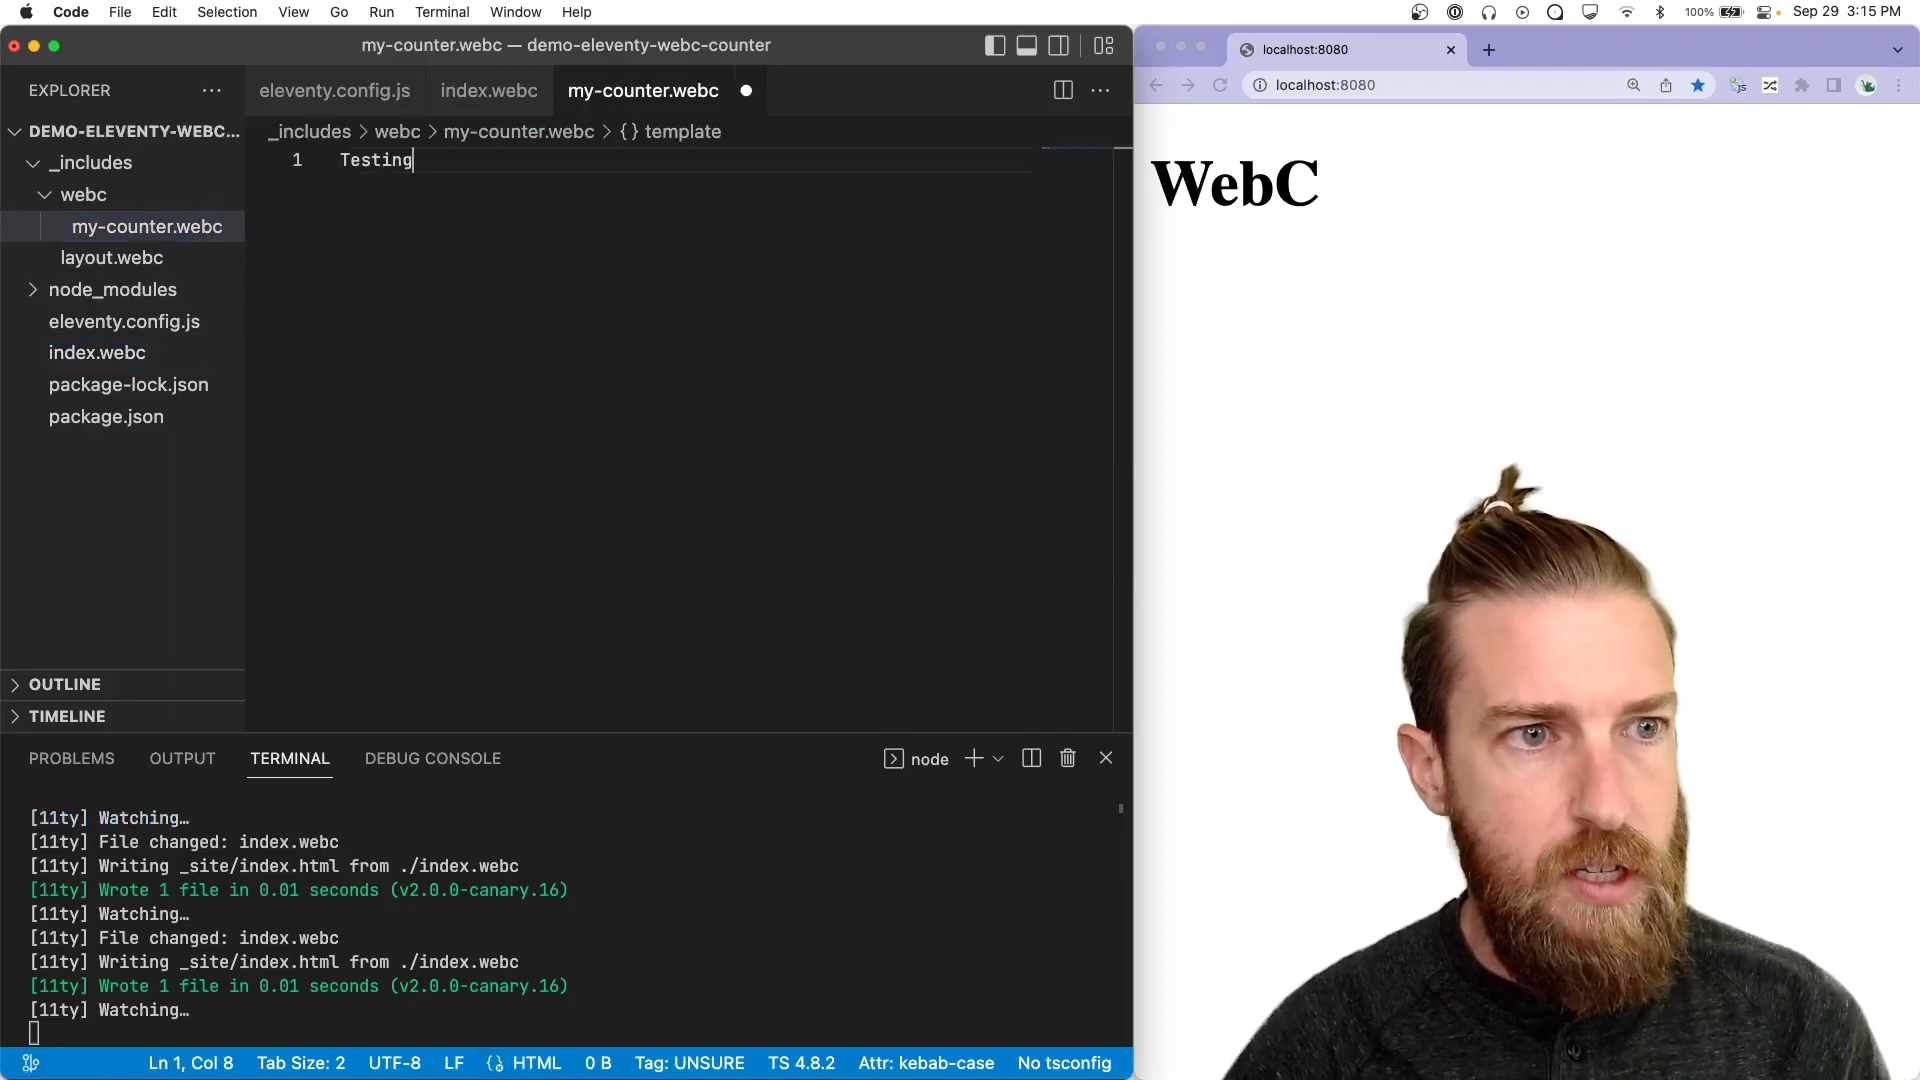 Code File Edit Selection View Go Run Terminal Window Help
100% Sep 29 3:15 PM
my-counter.webc — demo-eleventy-webc-counter
localhost:8080
localhost:8080
EXPLORER
eleventy.config.js index.webc my-counter.webc
_includes > webc > my-counter.webc > {} template
1 Testing
DEMO-ELEVENTY-WEBC...
_includes
webc
my-counter.webc
layout.webc
node_modules
eleventy.config.js
index.webc
package-lock.json
package.json
OUTLINE
TIMELINE
WebC
PROBLEMS OUTPUT TERMINAL DEBUG CONSOLE node
[11ty] Watching…
[11ty] File changed: index.webc
[11ty] Writing _site/index.html from ./index.webc
[11ty] Wrote 1 file in 0.01 seconds (v2.0.0-canary.16)
[11ty] Watching…
[11ty] File changed: index.webc
[11ty] Writing _site/index.html from ./index.webc
[11ty] Wrote 1 file in 0.01 seconds (v2.0.0-canary.16)
[11ty] Watching…
Ln 1, Col 8 Tab Size: 2 UTF-8 LF HTML 0 B Tag: UNSURE TS 4.8.2 Attr: kebab-case No tsconfig